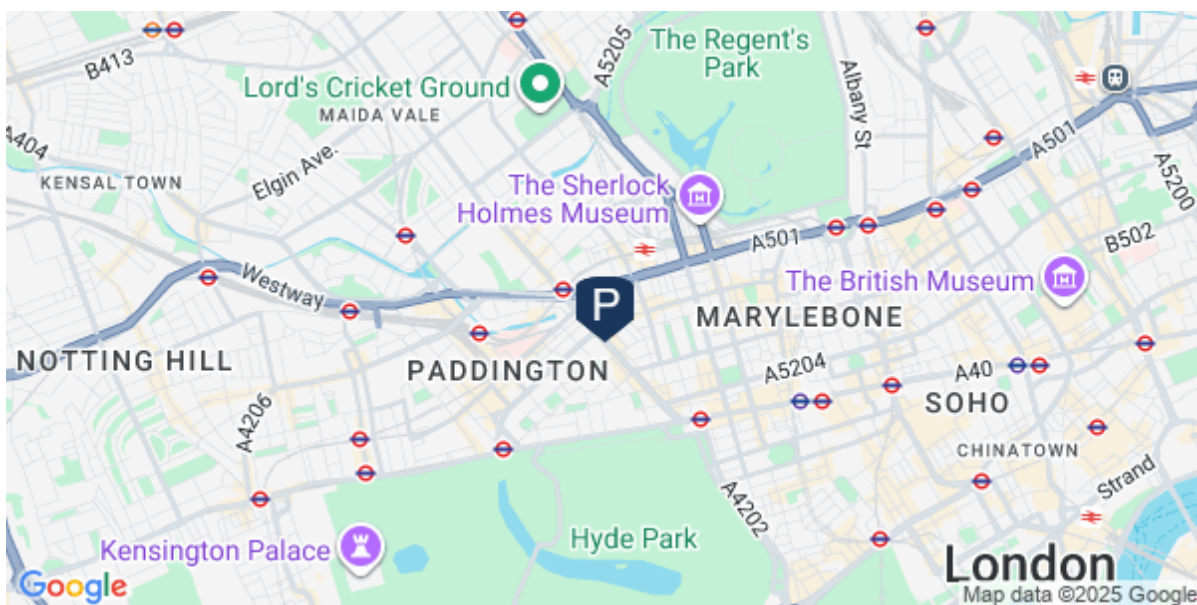 B413
A5205
The Regent's
Park
Albany St
Lord's Cricket Ground
MAIDA VALE
A404
Elgin Ave.
A501
A5200
KENSAL TOWN
The Sherlock
Holmes Museum
A501
B502
Westway
The British Museum
P
MARYLEBONE
NOTTING HILL
PADDINGTON
A5204
A40
SOHO
A4206
CHINATOWN
Strand
A4202
Kensington Palace
Hyde Park
London
Google
Map data ©2025 Google